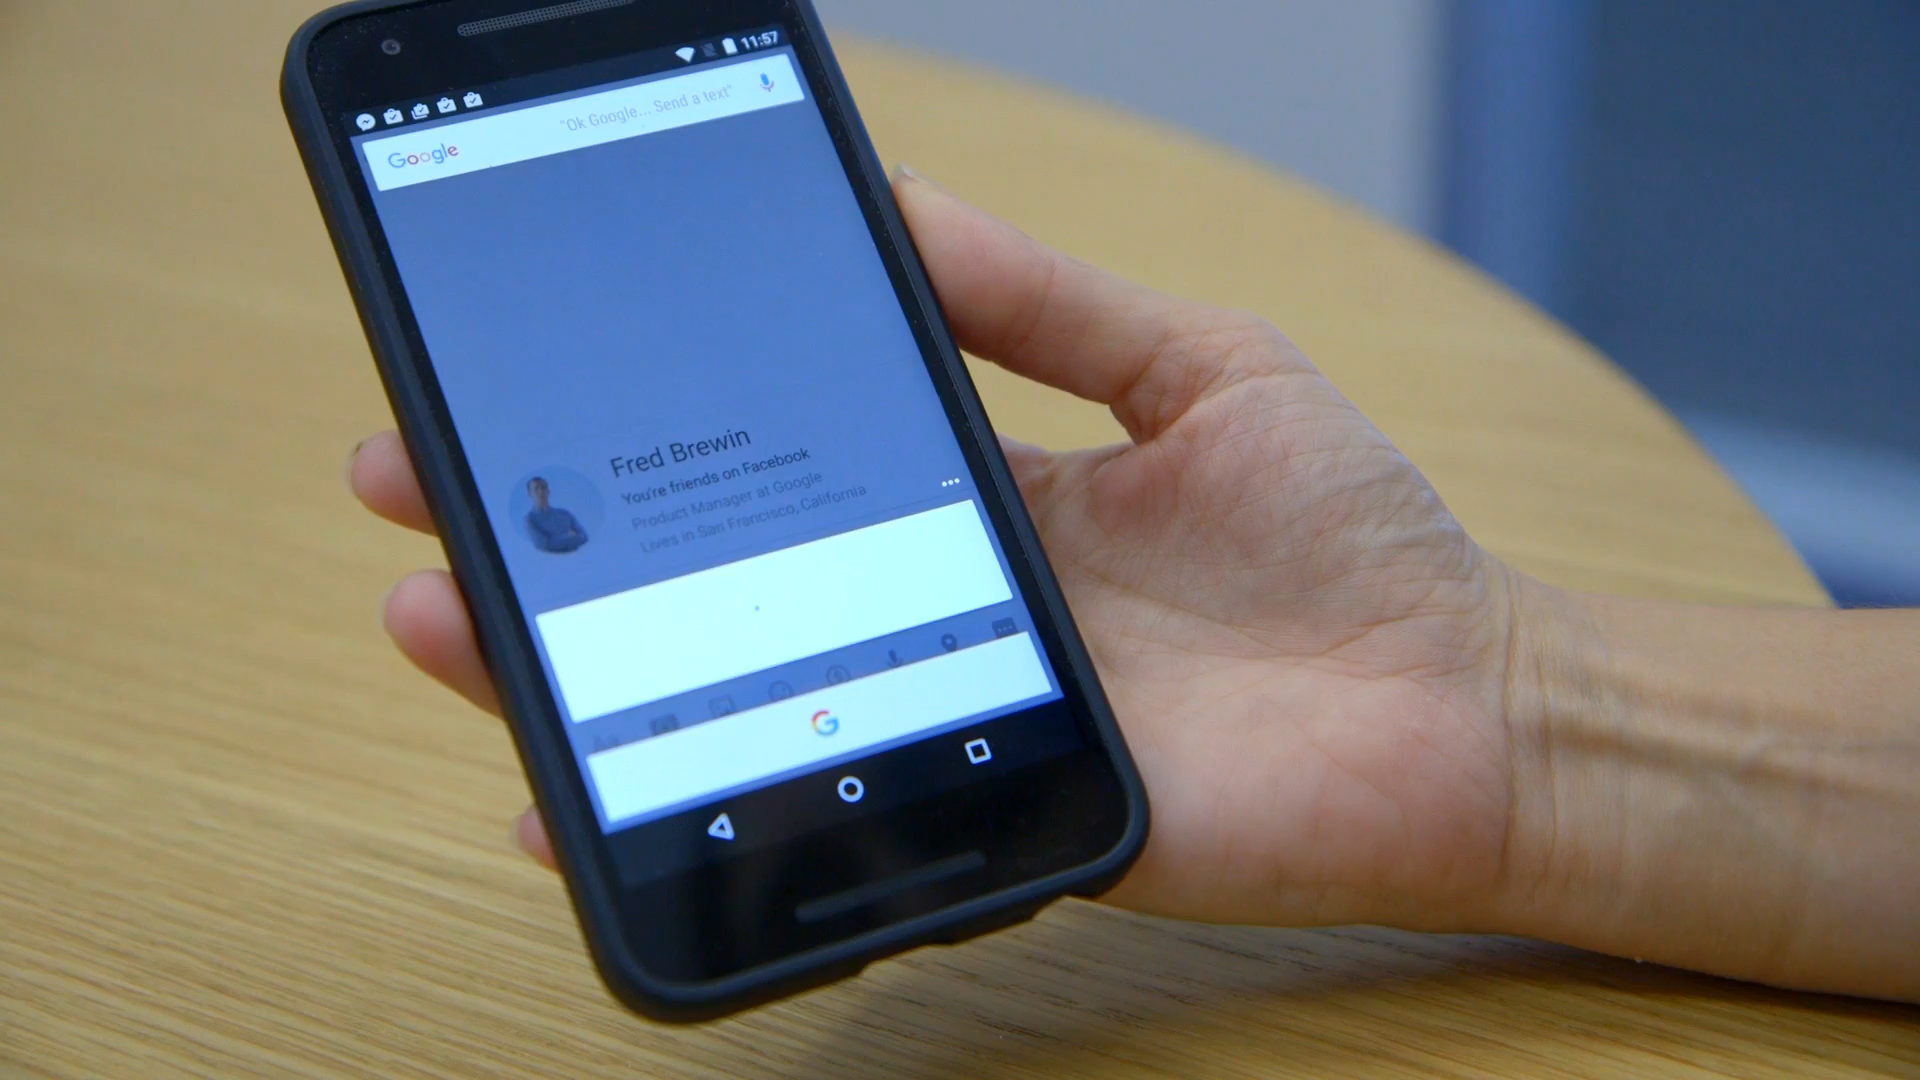 11:57
Google "Ok Google... Send a text"
Fred Brewin
You're friends on Facebook
Product Manager at Google
Lives in San Francisco, California
Aa
G